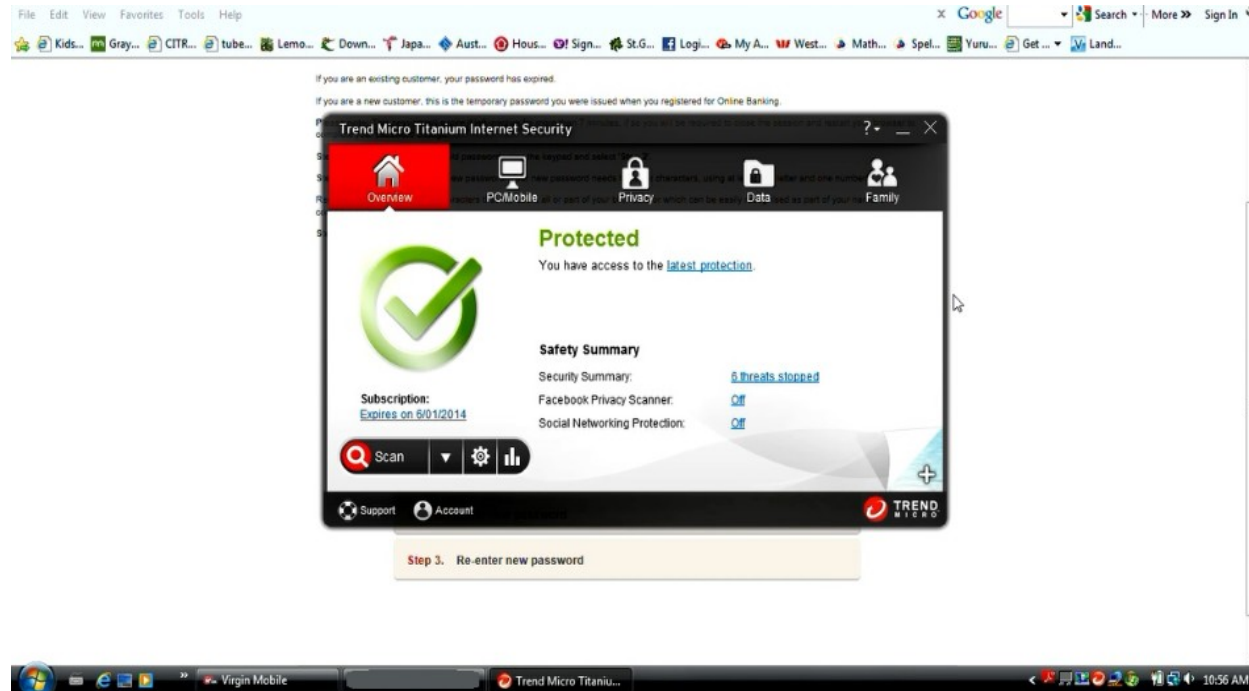 File Edit View Favorites Tools Help
x Google Search More » Sign In
Kids... Gray... CITR... tube... Lemo... Down... Japa... Aust... Hous... Sign... St.G... Logi... My A... West... Math... Spel... Yuru... Get ... Land...
If you are an existing customer, your password has expired.
If you are a new customer, this is the temporary password you were issued when you registered for Online Banking.
Trend Micro Titanium Internet Security
?
Overview PC/Mobile Privacy Data Family
Protected
You have access to the latest protection.
Safety Summary
Security Summary: 6 threats stopped
Subscription: Facebook Privacy Scanner: Off
Expires on 6/01/2014 Social Networking Protection: Off
Scan
Support Account TREND MICRO
Step 3. Re-enter new password
Virgin Mobile Trend Micro Titaniu... 10:56 AM